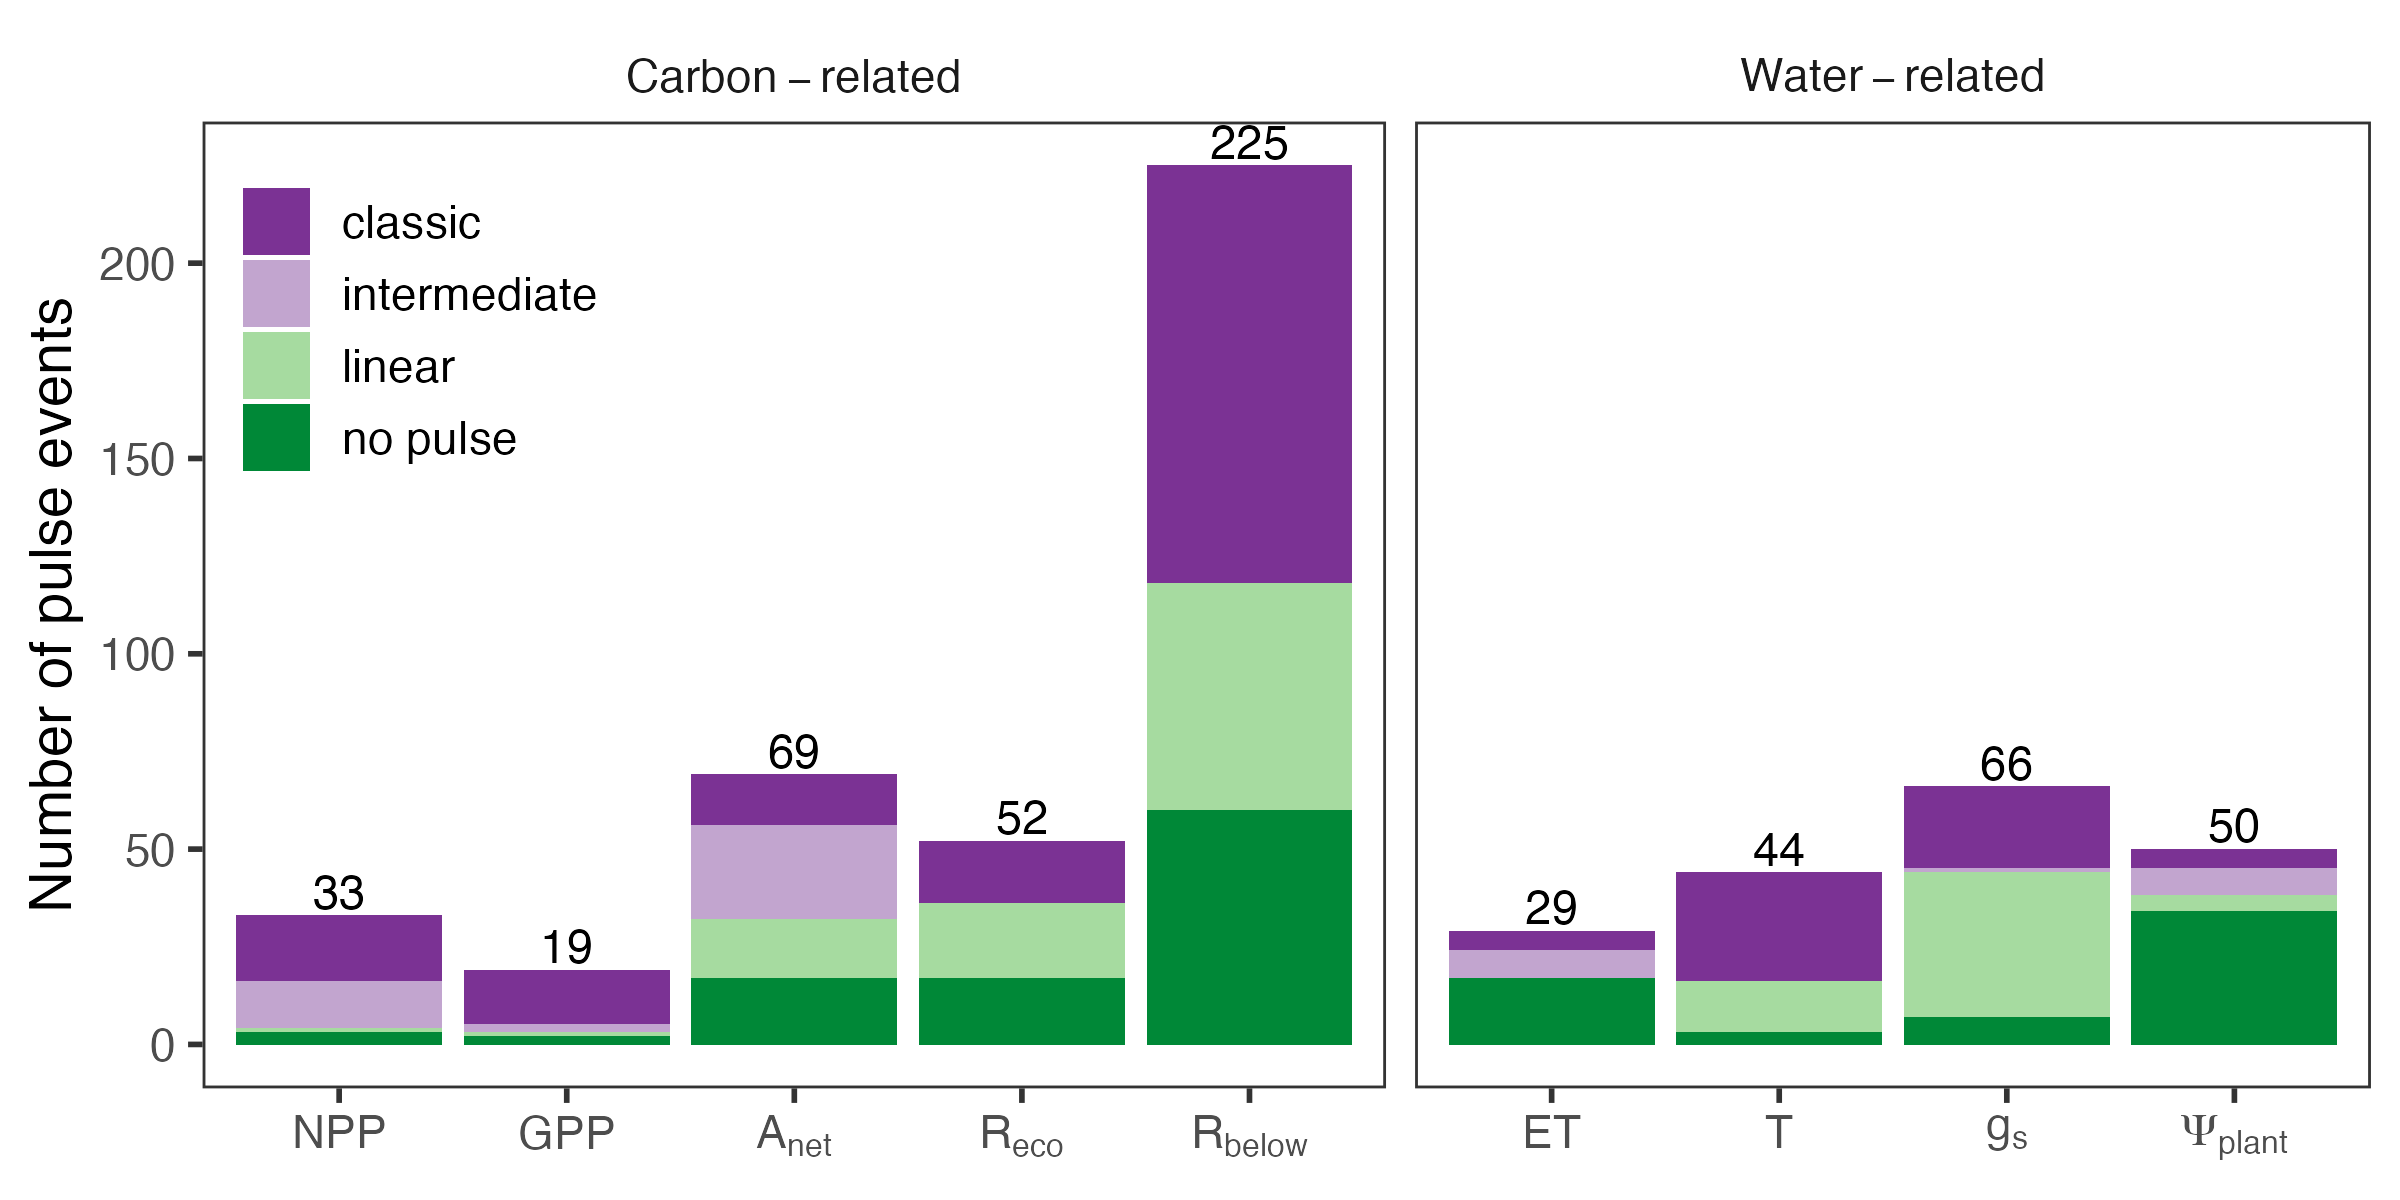 Carbon – related
Water – related
Number of pulse events
200
150
100
50
0
classic
intermediate
linear
no pulse
33
19
69
52
225
29
44
66
50
NPP
GPP
Anet
Reco
Rbelow
ET
T
gs
Ψplant